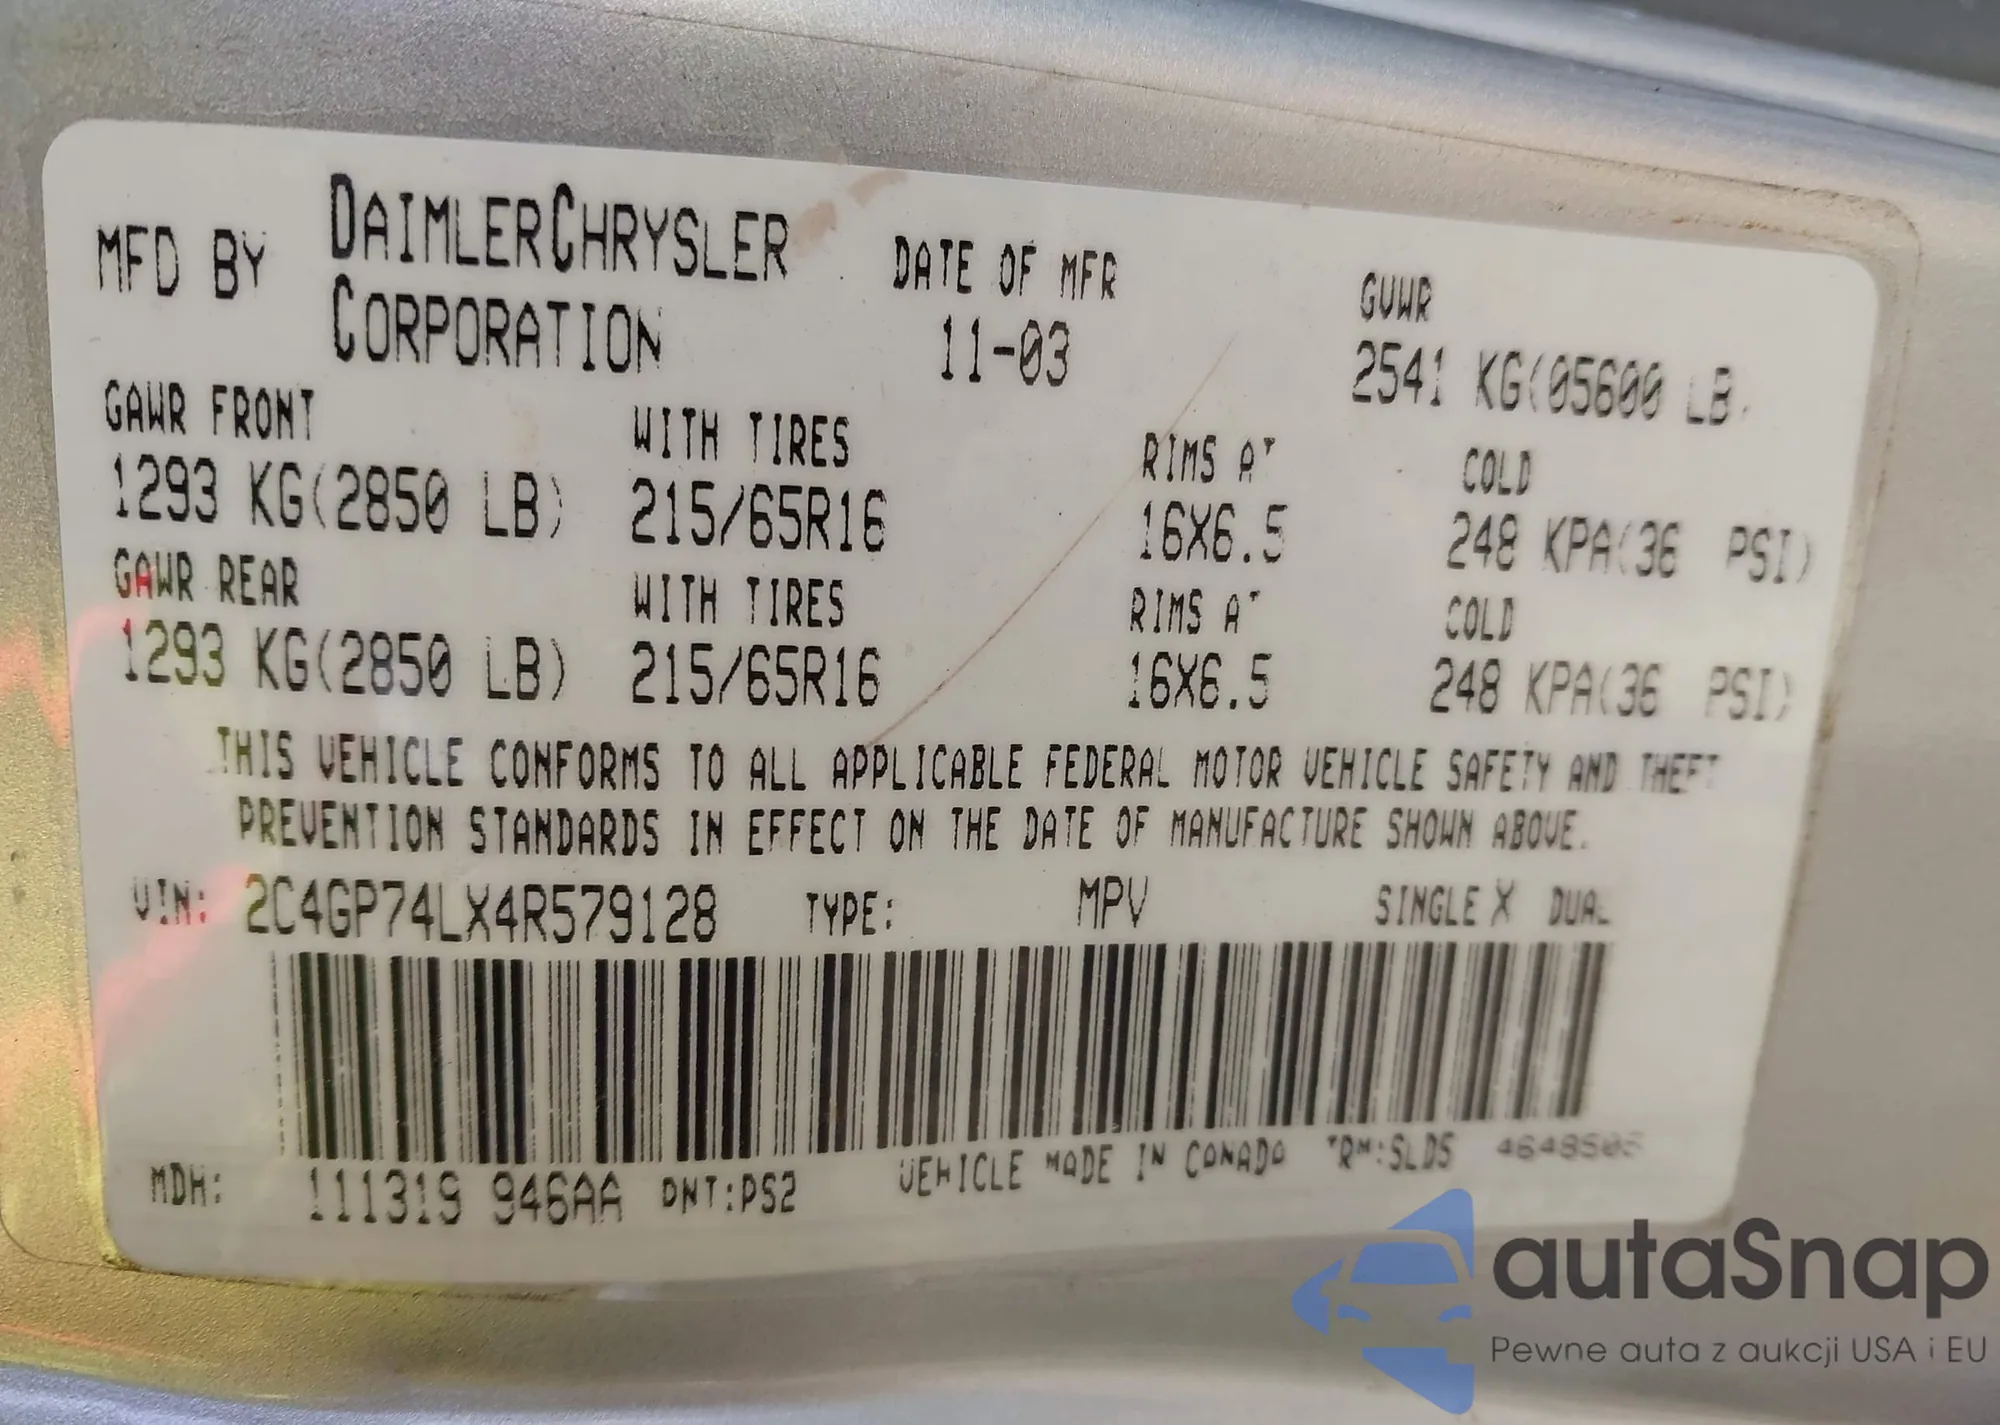 MFD BY DAIMLERCHRYSLER CORPORATION
DATE OF MFR
11-03
GVWR
2541 KG(05600 LB
GAWR FRONT WITH TIRES RIMS AT COLD
1293 KG(2850 LB) 215/65R16 16X6.5 248 KPA(36 PSI)
GAWR REAR WITH TIRES RIMS AT COLD
1293 KG(2850 LB) 215/65R16 16X6.5 248 KPA(36 PSI)
THIS VEHICLE CONFORMS TO ALL APPLICABLE FEDERAL MOTOR VEHICLE SAFETY AND THEFT
PREVENTION STANDARDS IN EFFECT ON THE DATE OF MANUFACTURE SHOWN ABOVE.
VIN: 2C4GP74LX4R579128 TYPE: MPV SINGLE X DUAL
MDH: 111319 946AA PNT:PS2 VEHICLE MADE IN CANADA TRM:SLD5
autaSnap
Pewne auta z aukcji USA i EU